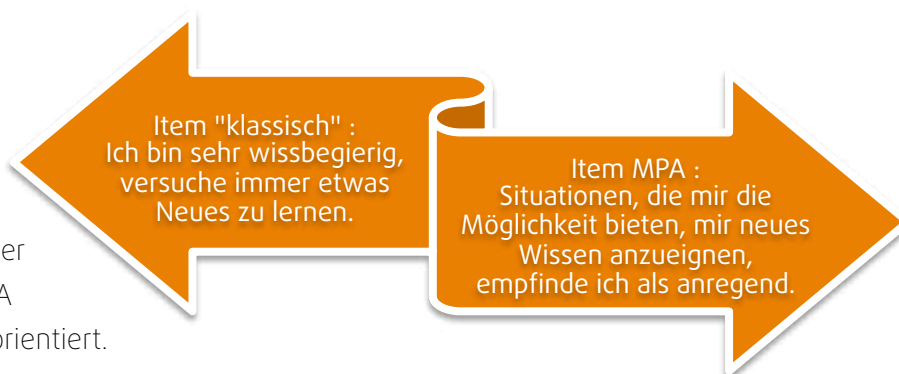 Item "klassisch" :
Ich bin sehr wissbegierig,
versuche immer etwas
Neues zu lernen.
Item MPA :
Situationen, die mir die
Möglichkeit bieten, mir neues
Wissen anzueignen,
empfinde ich als anregend.
er
A
rientiert.